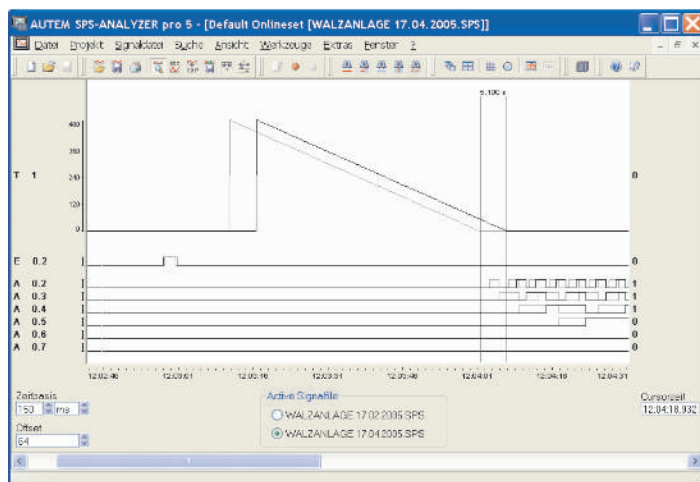 AUTEM SPS-ANALYZER pro 5 - [Default Onlineset [WALZANLAGE 17.04.2005.SPS]]
Datei Projekt Signaldatei Suche Ansicht Werkzeuge Extras Fenster ?
400
360
240
120
0
T 1
0
E 0.2
0
A 0.2
1
A 0.3
1
A 0.4
1
A 0.5
0
A 0.6
0
A 0.7
0
12:02:46 12:03:01 12:03:16 12:03:31 12:03:46 12:04:01 12:04:16 12:04:31
Zeitbasis
150 ms
Offset
64
Active Signalfile
WALZANLAGE 17.02.2005.SPS
WALZANLAGE 17.04.2005.SPS
Cursorzeit
12:04:18.932